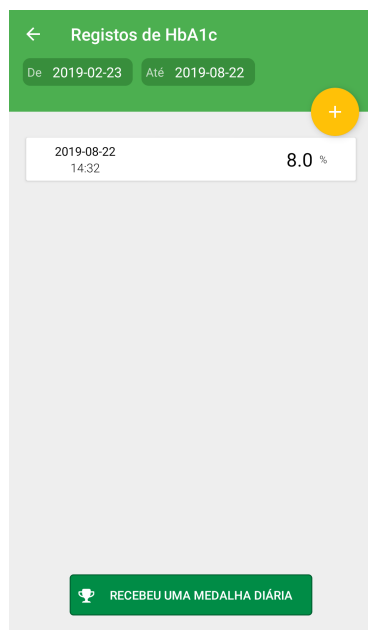 Registos de HbA1c
De 2019-02-23 Até 2019-08-22
+
2019-08-22
14:32
8.0 %
RECEBEU UMA MEDALHA DIÁRIA